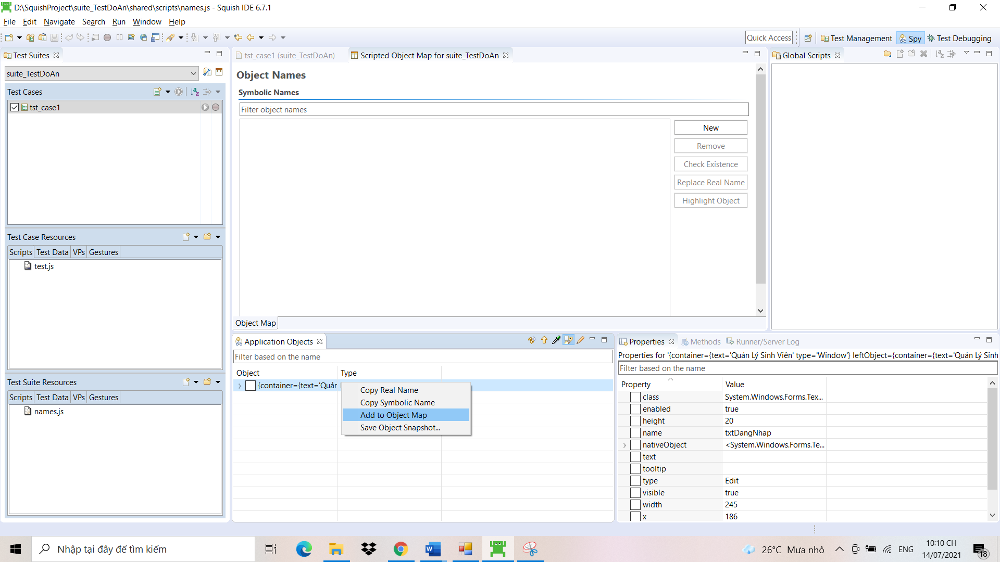 D:\SquishProject\suite_TestDoAn\shared\scripts\names.js - Squish IDE 6.7.1
File Edit Navigate Search Run Window Help
Quick Access
Test Management
Spy
Test Debugging
Test Suites
suite_TestDoAn
Test Cases
tst_case1
Test Case Resources
Scripts Test Data VPs Gestures
test.js
Test Suite Resources
Scripts Test Data VPs Gestures
names.js
tst_case1 (suite_TestDoAn)
Scripted Object Map for suite_TestDoAn
Object Names
Symbolic Names
Filter object names
New
Remove
Check Existence
Replace Real Name
Highlight Object
Object Map
Global Scripts
Application Objects
Filter based on the name
Object Type
{container={text='Quản
Copy Real Name
Copy Symbolic Name
Add to Object Map
Save Object Snapshot...
Properties Methods Runner/Server Log
Properties for '{container={text='Quản Lý Sinh Viên' type='Window'} leftObject={container={text='Quản Lý Sinh
Filter based on the name
Property Value
class System.Windows.Forms.Tex...
enabled true
height 20
name txtDangNhap
nativeObject <System.Windows.Forms.Te...
text
tooltip
type Edit
visible true
width 245
x 186
Nhập tại đây để tìm kiếm
26°C Mưa nhỏ
ENG
10:10 CH
14/07/2021
18